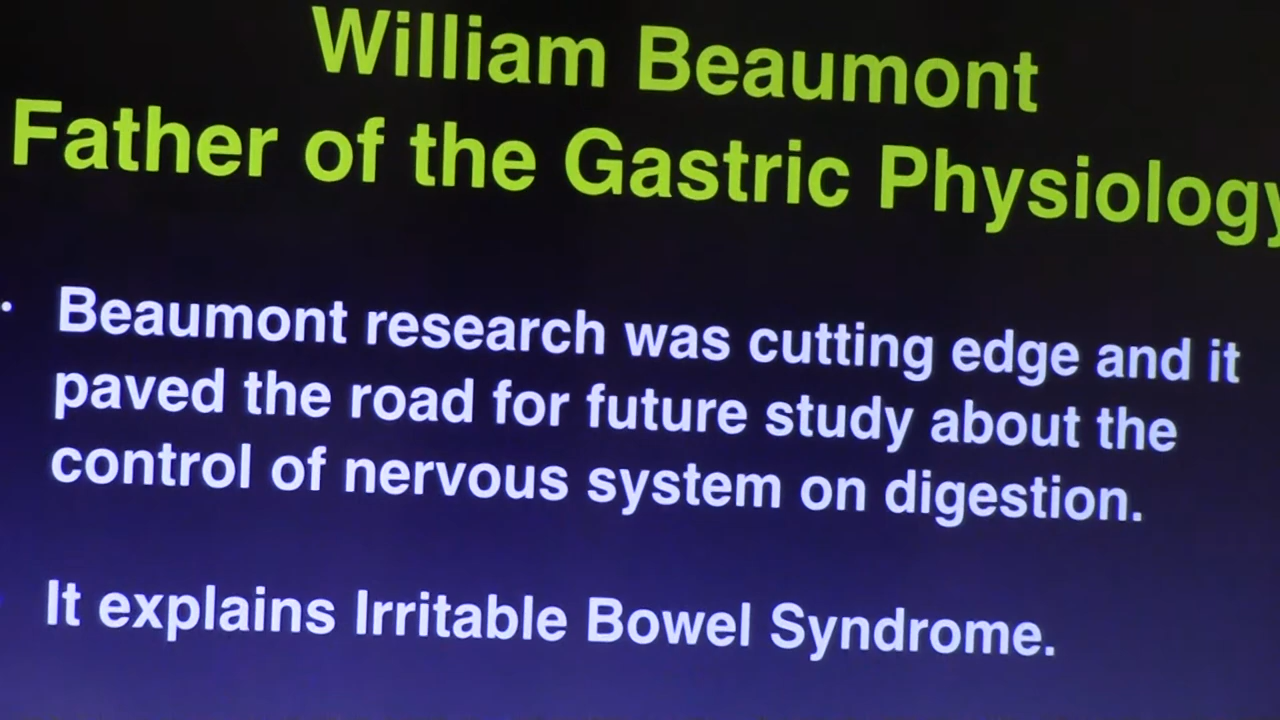 William Beaumont
Father of the Gastric Physiology
· Beaumont research was cutting edge and it
paved the road for future study about the
control of nervous system on digestion.
It explains Irritable Bowel Syndrome.